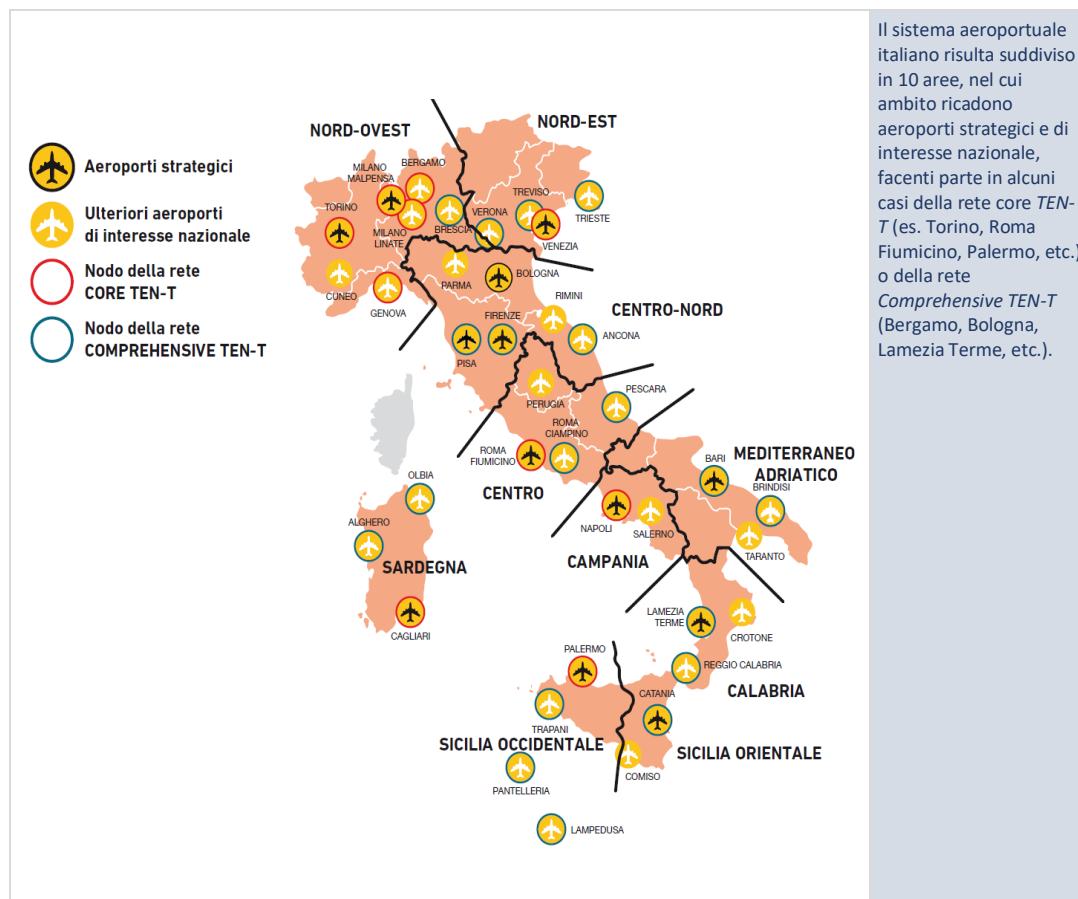 Il sistema aeroportuale
italiano risulta suddiviso
in 10 aree, nel cui
ambito ricadono
aeroporti strategici e di
interesse nazionale,
facenti parte in alcuni
casi della rete core TEN-
T (es. Torino, Roma
Fiumicino, Palermo, etc.)
o della rete
Comprehensive TEN-T
(Bergamo, Bologna,
Lamezia Terme, etc.).
Aeroporti strategici
Ulteriori aeroporti
di interesse nazionale
Nodo della rete
CORE TEN-T
Nodo della rete
COMPREHENSIVE TEN-T
NORD-OVEST
NORD-EST
MILANO
MALPENSA
BERGAMO
TORINO
MILANO
LINATE
BRESCIA
VERONA
TREVISO
VENEZIA
TRIESTE
CUNEO
GENOVA
PARMA
BOLOGNA
RIMINI
FIRENZE
PISA
CENTRO-NORD
ANCONA
PERUGIA
PESCARA
ROMA
CIAMPINO
ROMA
FIUMICINO
CENTRO
BARI
MEDITERRANEO
ADRIATICO
BRINDISI
TARANTO
NAPOLI
SALERNO
CAMPANIA
OLBIA
ALGHERO
SARDEGNA
CAGLIARI
LAMEZIA
TERME
CROTONE
REGGIO CALABRIA
CALABRIA
PALERMO
TRAPANI
CATANIA
SICILIA OCCIDENTALE
SICILIA ORIENTALE
COMISO
PANTELLERIA
LAMPEDUSA